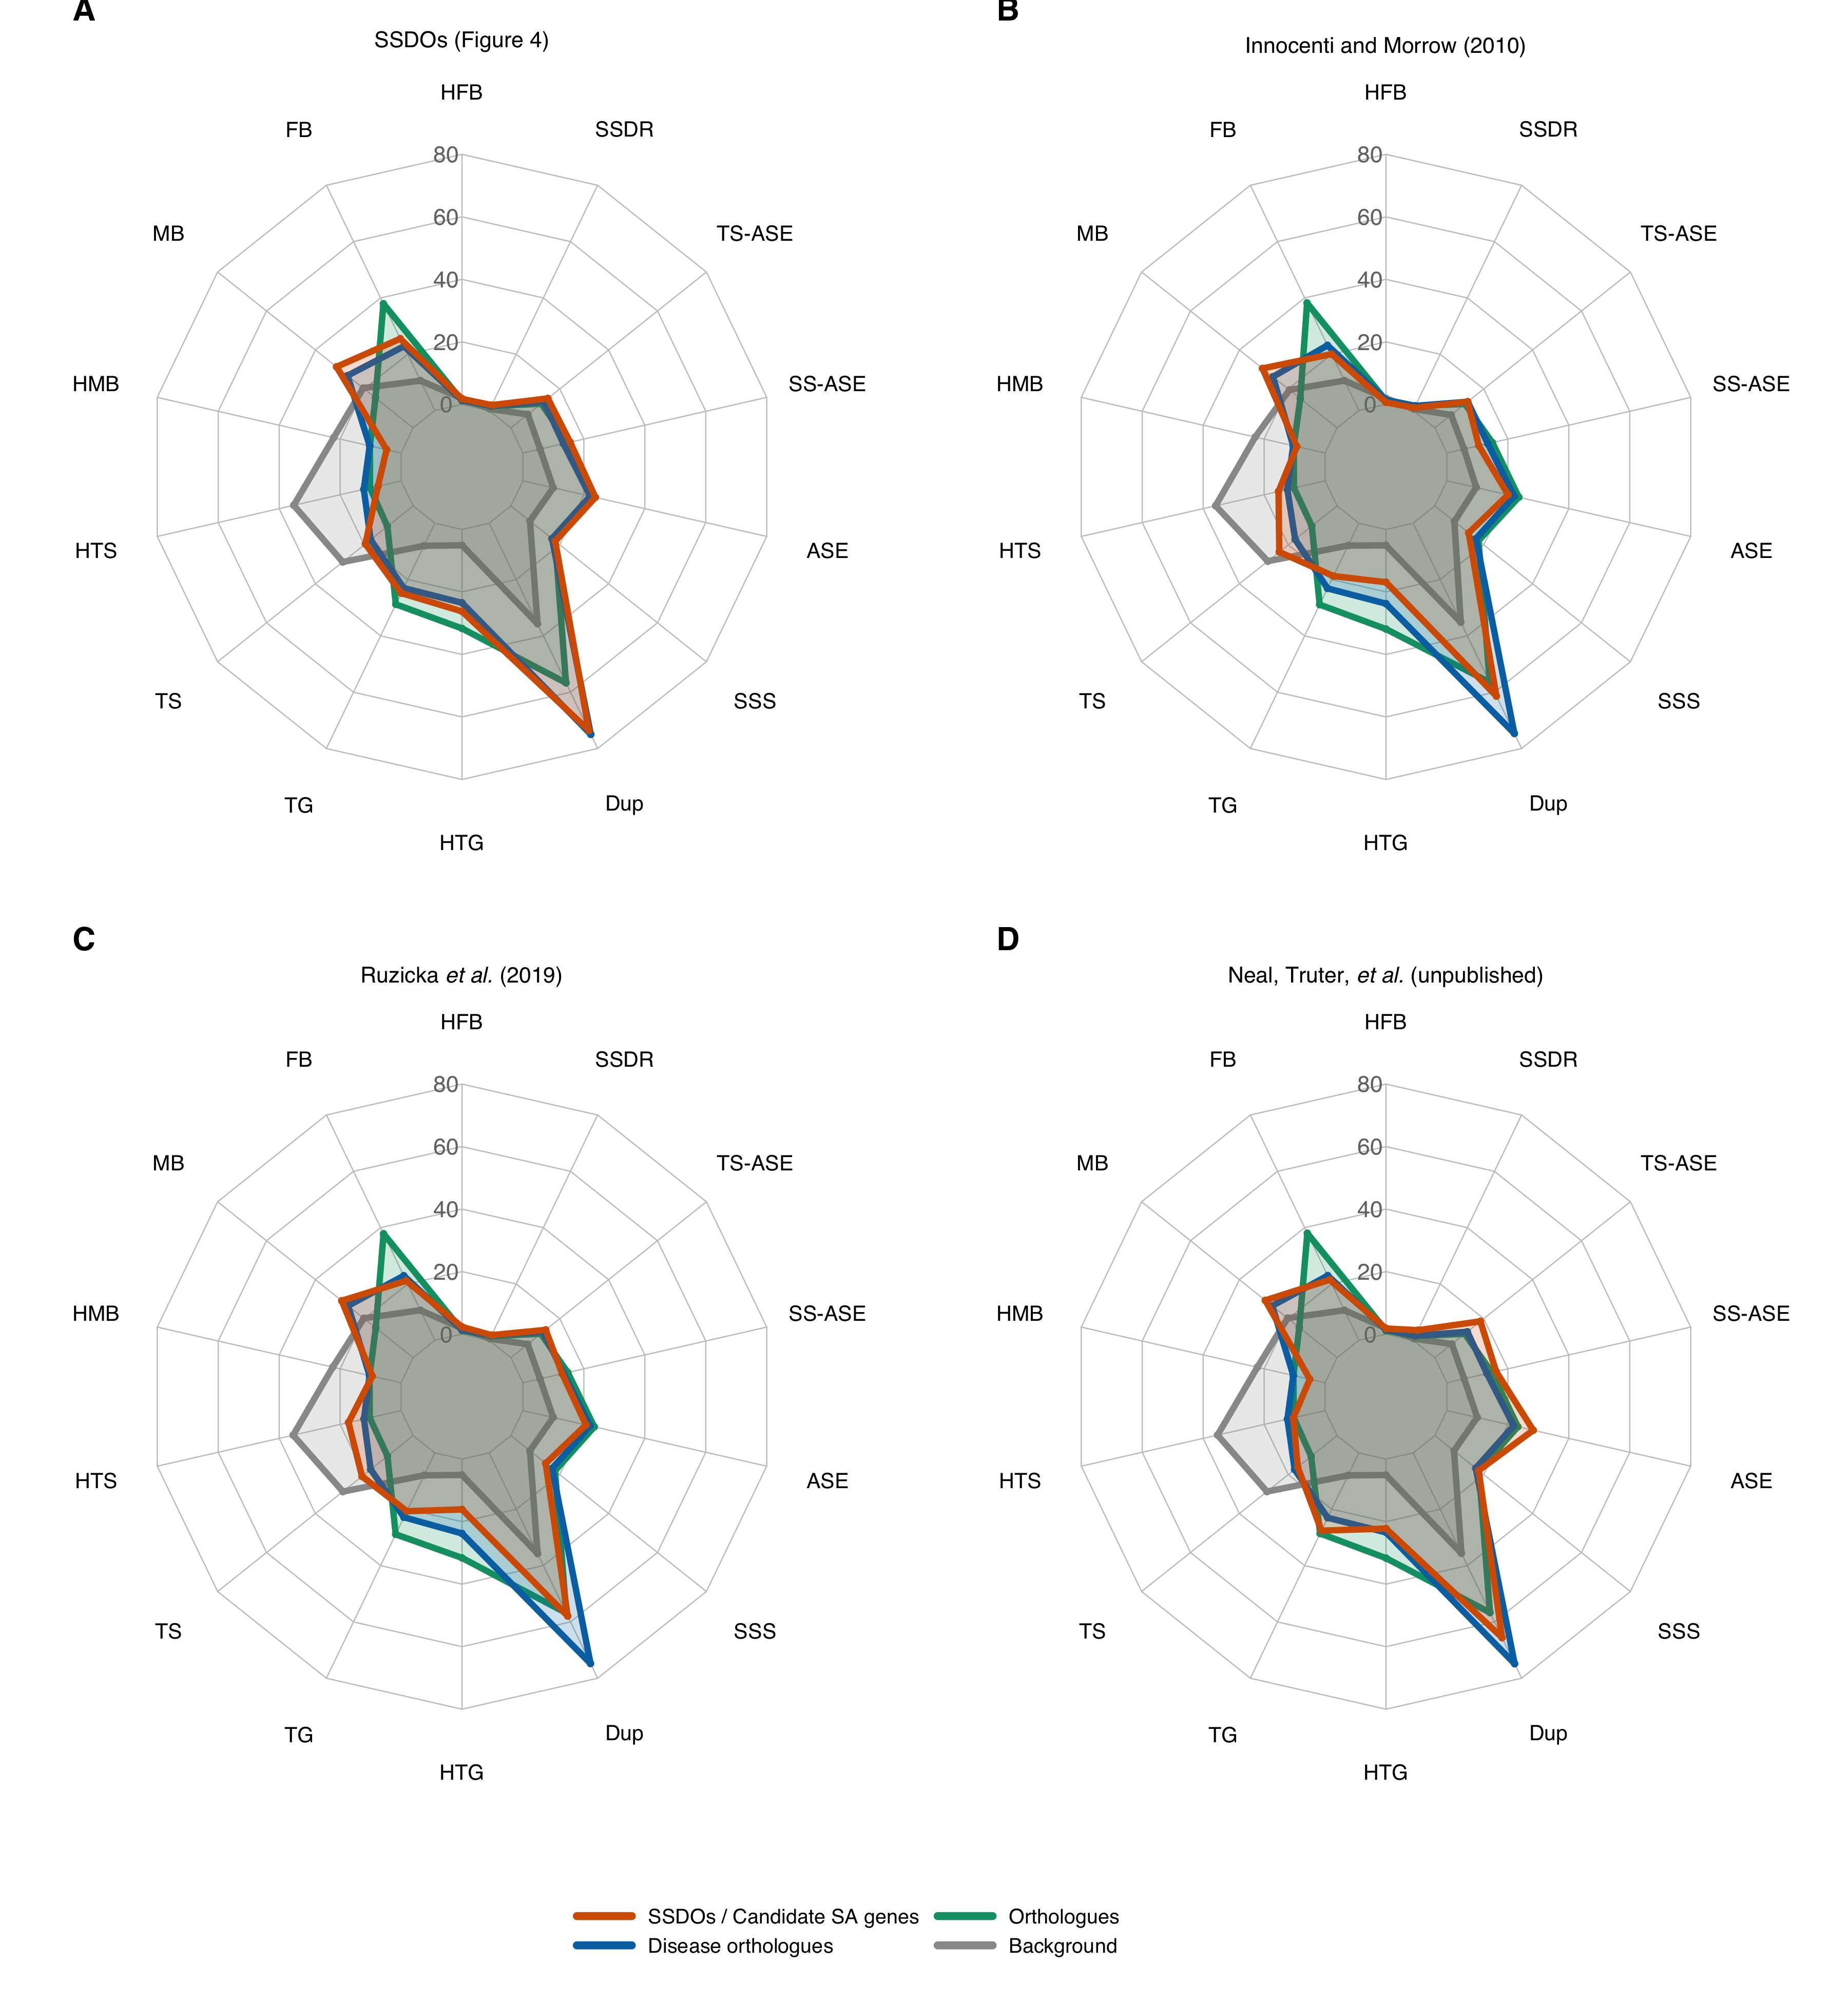 A
B
SSDOs (Figure 4)
Innocenti and Morrow (2010)
HFB
FB
SSDR
MB
TS-ASE
HMB
SS-ASE
HTS
ASE
TS
SSS
TG
Dup
HTG
80
60
40
20
0
HFB
FB
SSDR
MB
TS-ASE
HMB
SS-ASE
HTS
ASE
TS
SSS
TG
Dup
HTG
80
60
40
20
0
C
D
Ruzicka et al. (2019)
Neal, Truter, et al. (unpublished)
HFB
FB
SSDR
MB
TS-ASE
HMB
SS-ASE
HTS
ASE
TS
SSS
TG
Dup
HTG
80
60
40
20
0
HFB
FB
SSDR
MB
TS-ASE
HMB
SS-ASE
HTS
ASE
TS
SSS
TG
Dup
HTG
80
60
40
20
0
SSDOs / Candidate SA genes
Orthologues
Disease orthologues
Background